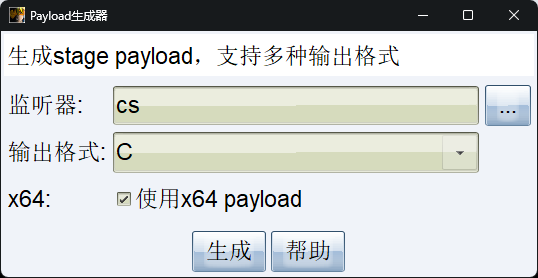 Payload生成器
生成stage payload，支持多种输出格式
监听器: cs ...
输出格式: C
x64: 使用x64 payload
生成 帮助